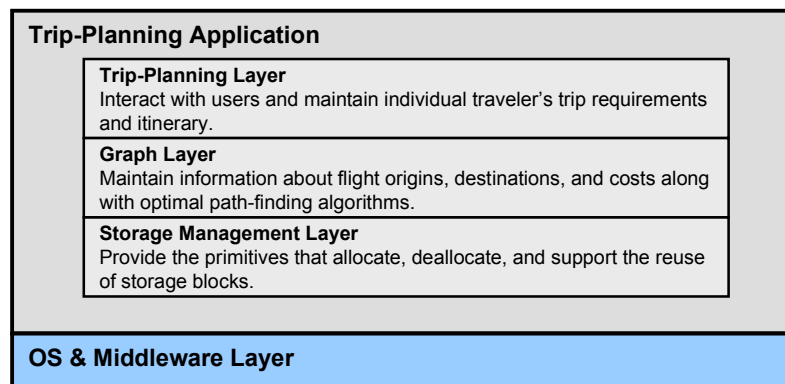 Trip-Planning Application
Trip-Planning Layer
Interact with users and maintain individual traveler's trip requirements
and itinerary.
Graph Layer
Maintain information about flight origins, destinations, and costs along
with optimal path-finding algorithms.
Storage Management Layer
Provide the primitives that allocate, deallocate, and support the reuse
of storage blocks.
OS & Middleware Layer